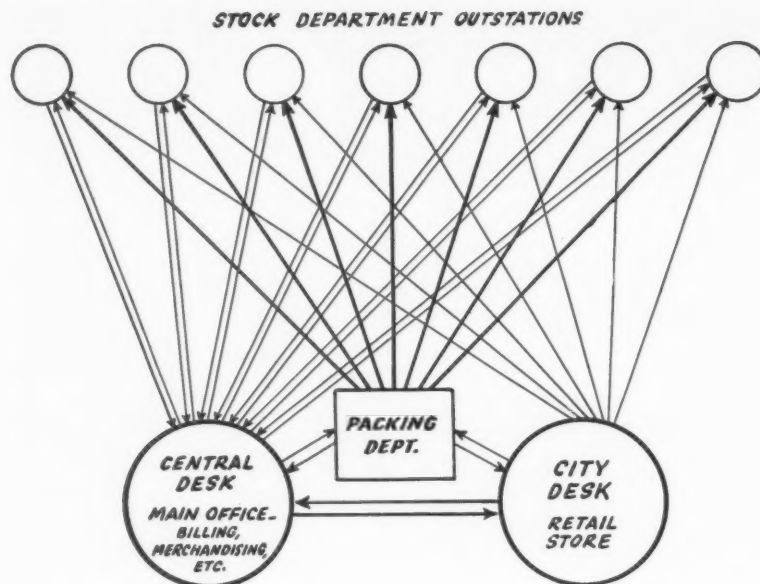 STOCK DEPARTMENT OUTSTATIONS
PACKING
DEPT.
CENTRAL
DESK
MAIN OFFICE-
BILLING,
MERCHANDISING,
ETC.
CITY
DESK
RETAIL
STORE